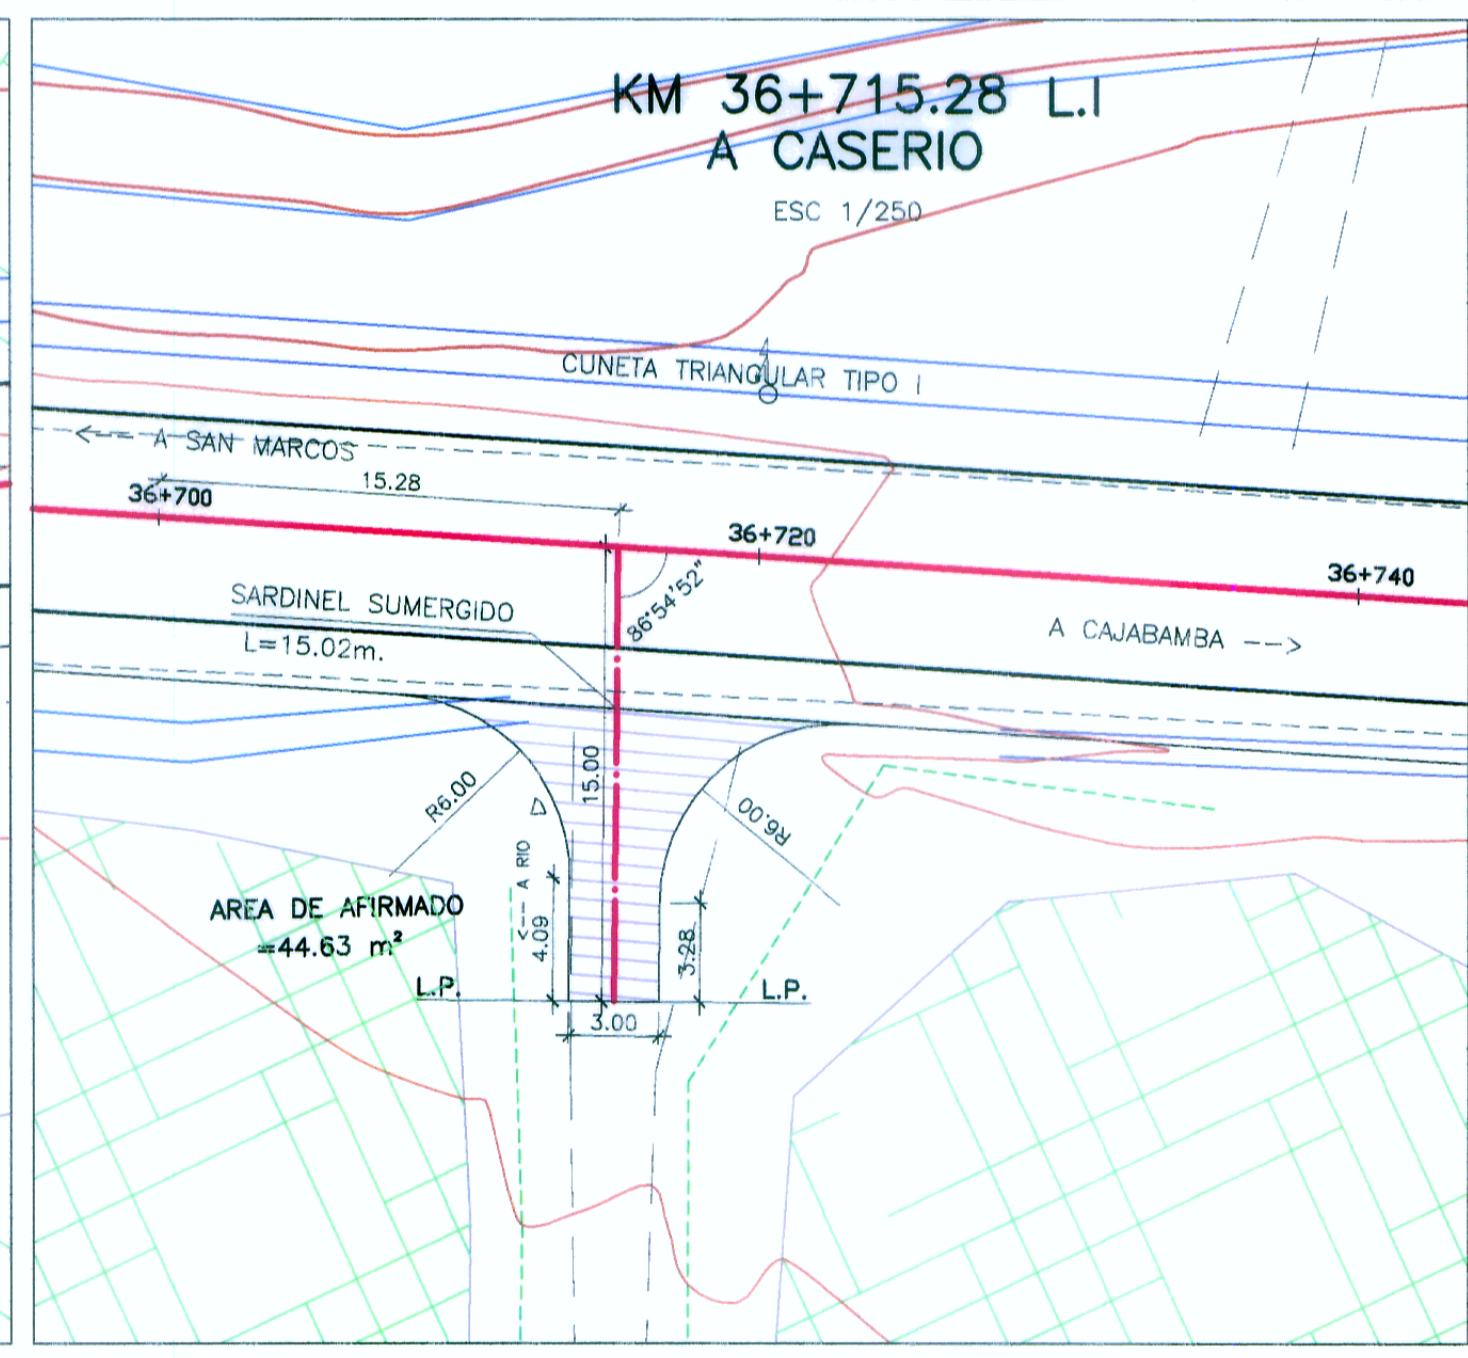 KM 36+715.28 L.I
A CASERIO
ESC 1/250
CUNETA TRIANGULAR TIPO I
<-- A SAN MARCOS
15.28
36+700
36+720
36+740
86°54'52"
SARDINEL SUMERGIDO
L=15.02m.
A CAJABAMBA -->
15.00
R6.00
R6.00
<-- A RIO
AREA DE AFIRMADO
=44.63 m²
4.09
3.28
L.P.
L.P.
3.00